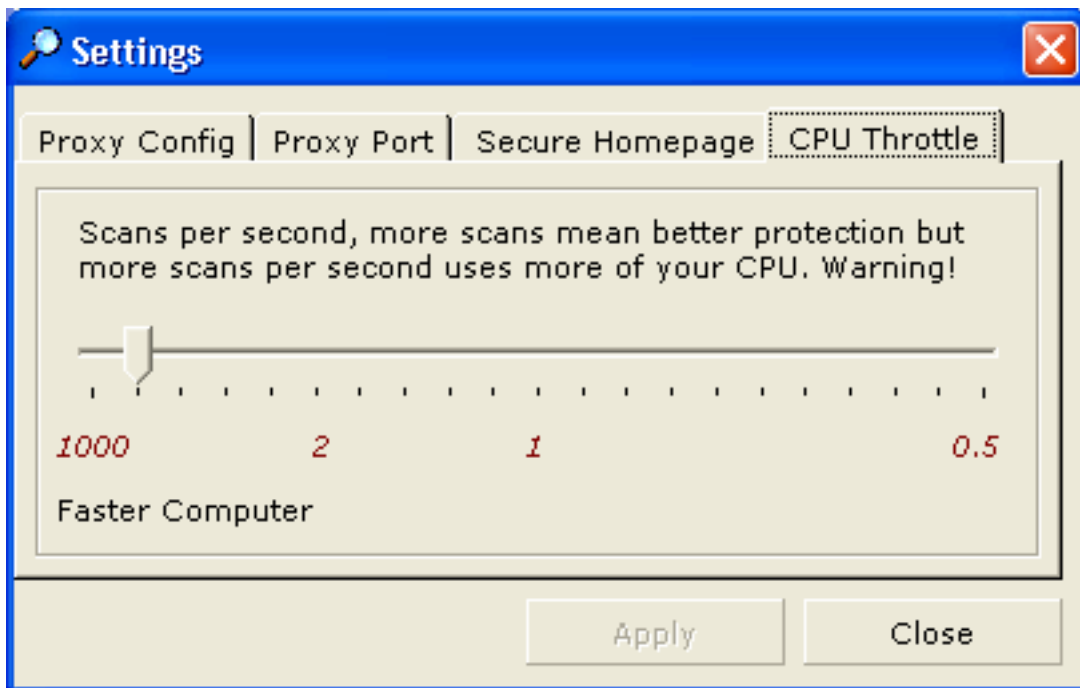 Settings
Proxy Config Proxy Port Secure Homepage CPU Throttle
Scans per second, more scans mean better protection but
more scans per second uses more of your CPU. Warning!
1000 2 1 0.5
Faster Computer
Apply Close